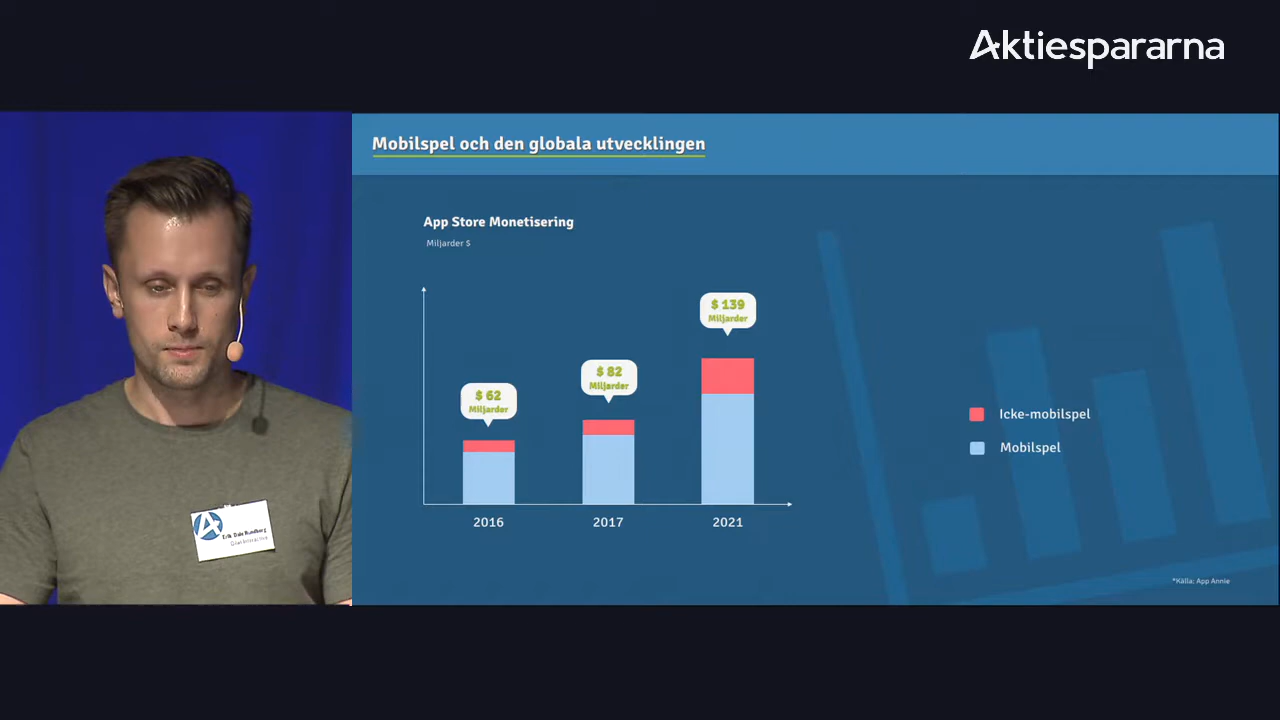 Aktiespararna
Mobilspel och den globala utvecklingen
App Store Monetisering
Miljarder $
$ 139
Miljarder
$ 82
Miljarder
$ 62
Miljarder
2016
2017
2021
Icke-mobilspel
Mobilspel
*Källa: App Annie